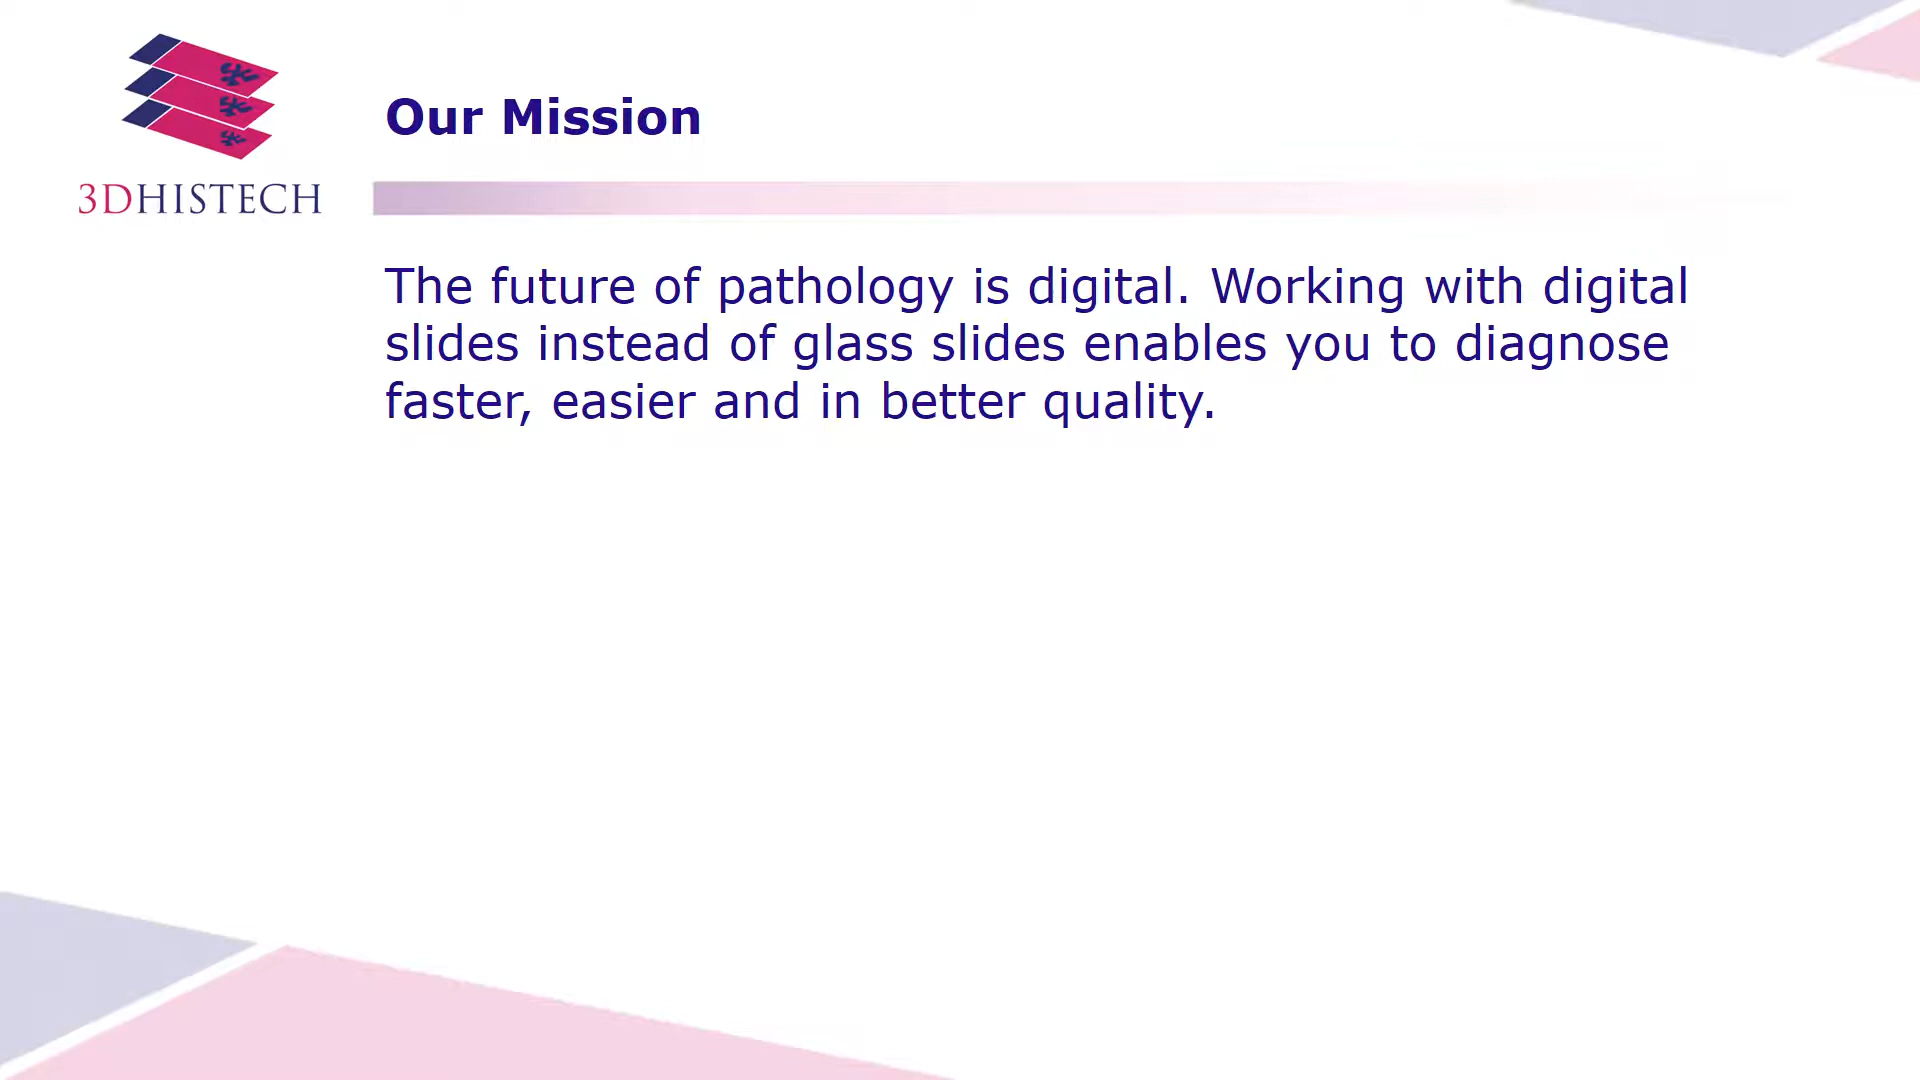 3DHISTECH
Our Mission
The future of pathology is digital. Working with digital
slides instead of glass slides enables you to diagnose
faster, easier and in better quality.